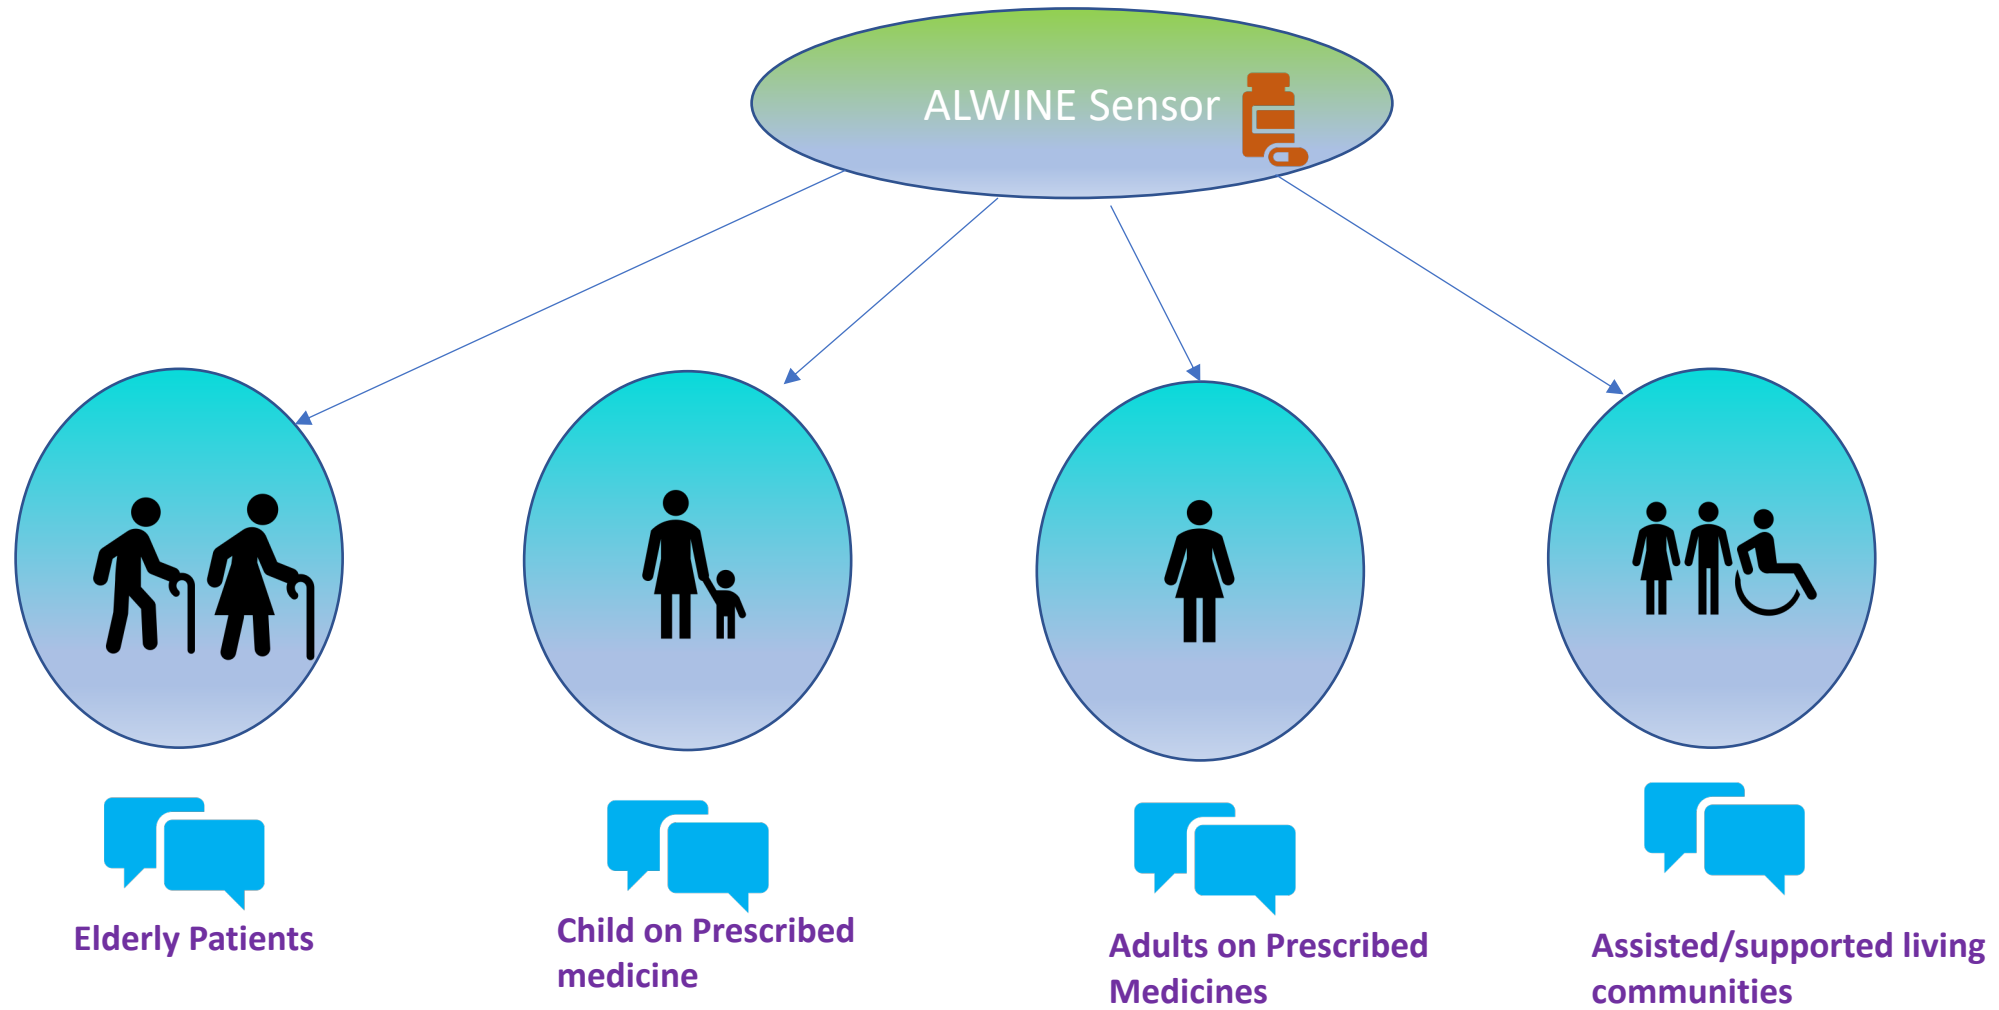 ALWINE Sensor
Elderly Patients
Child on Prescribed
medicine
Adults on Prescribed
Medicines
Assisted/supported living
communities